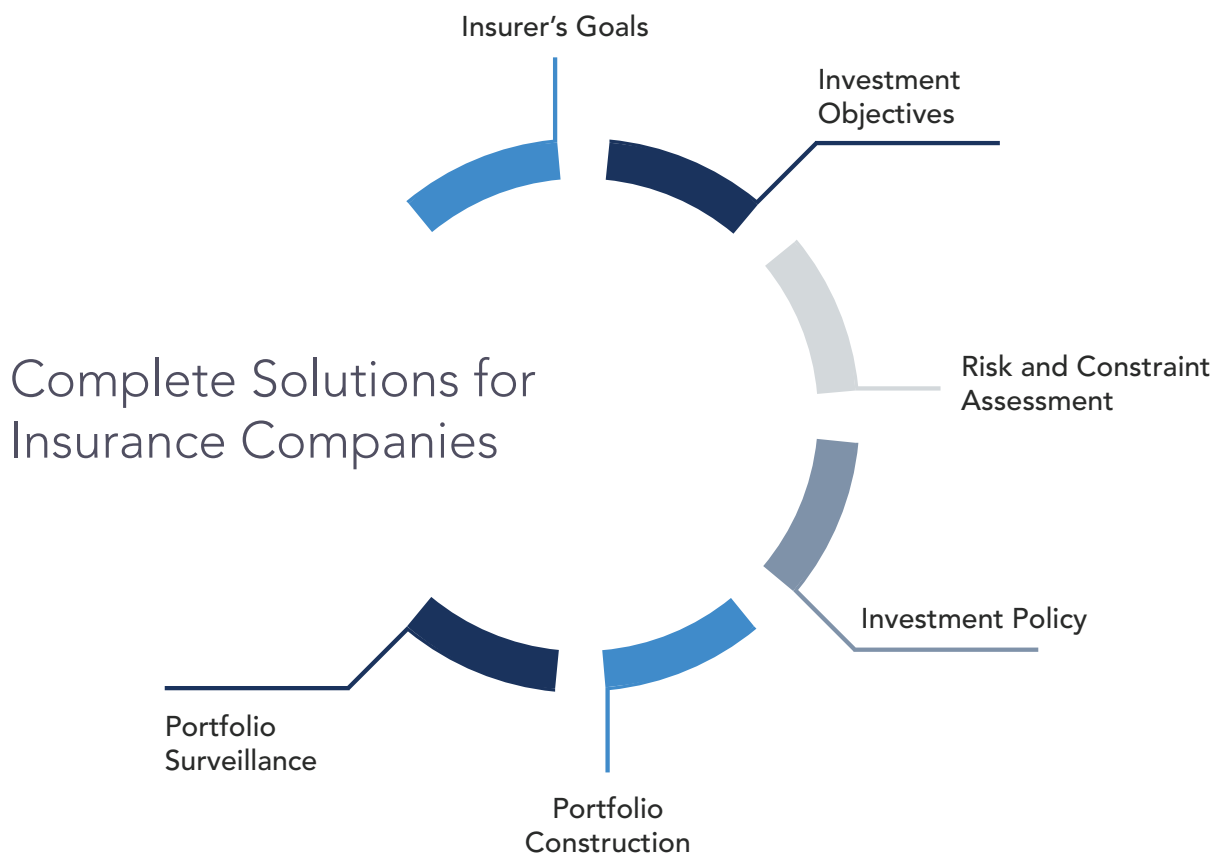 Insurer’s Goals
Investment
Objectives
Risk and Constraint
Assessment
Complete Solutions for
Insurance Companies
Investment Policy
Portfolio
Surveillance
Portfolio
Construction